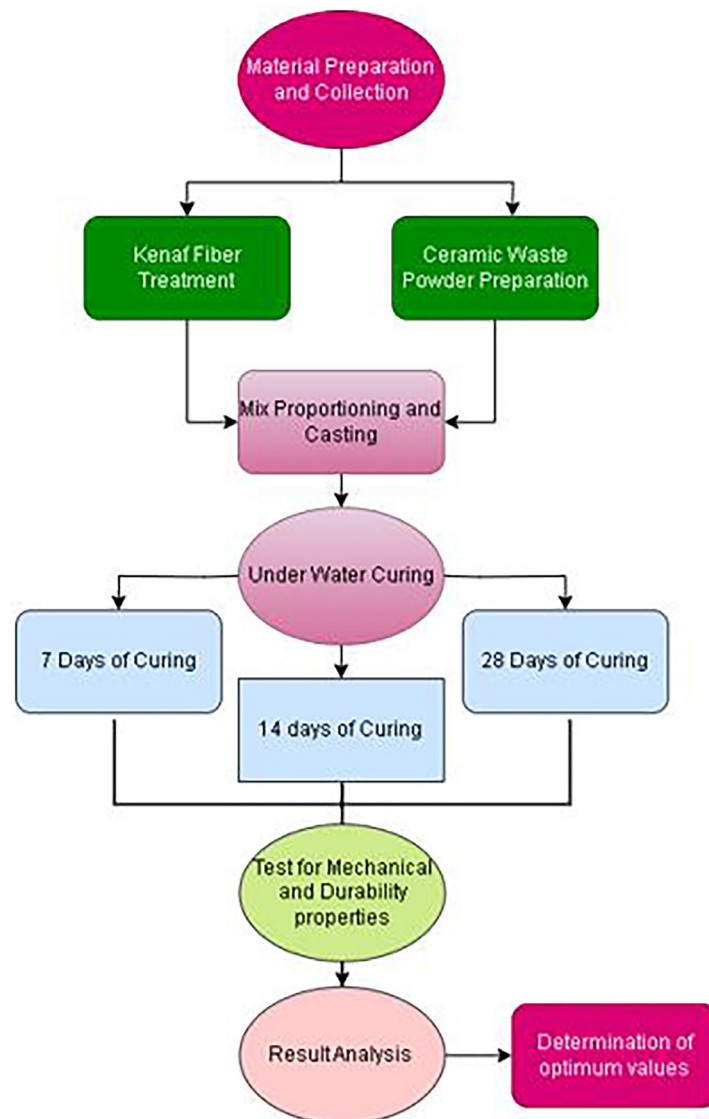 Material Preparation
and Collection
Kenaf Fiber
Treatment
Ceramic Waste
Powder Preparation
Mix Proportioning and
Casting
Under Water Curing
7 Days of Curing
28 Days of Curing
14 days of Curing
Test for Mechanical
and Durability
properties
Result Analysis
Determination of
optimum values